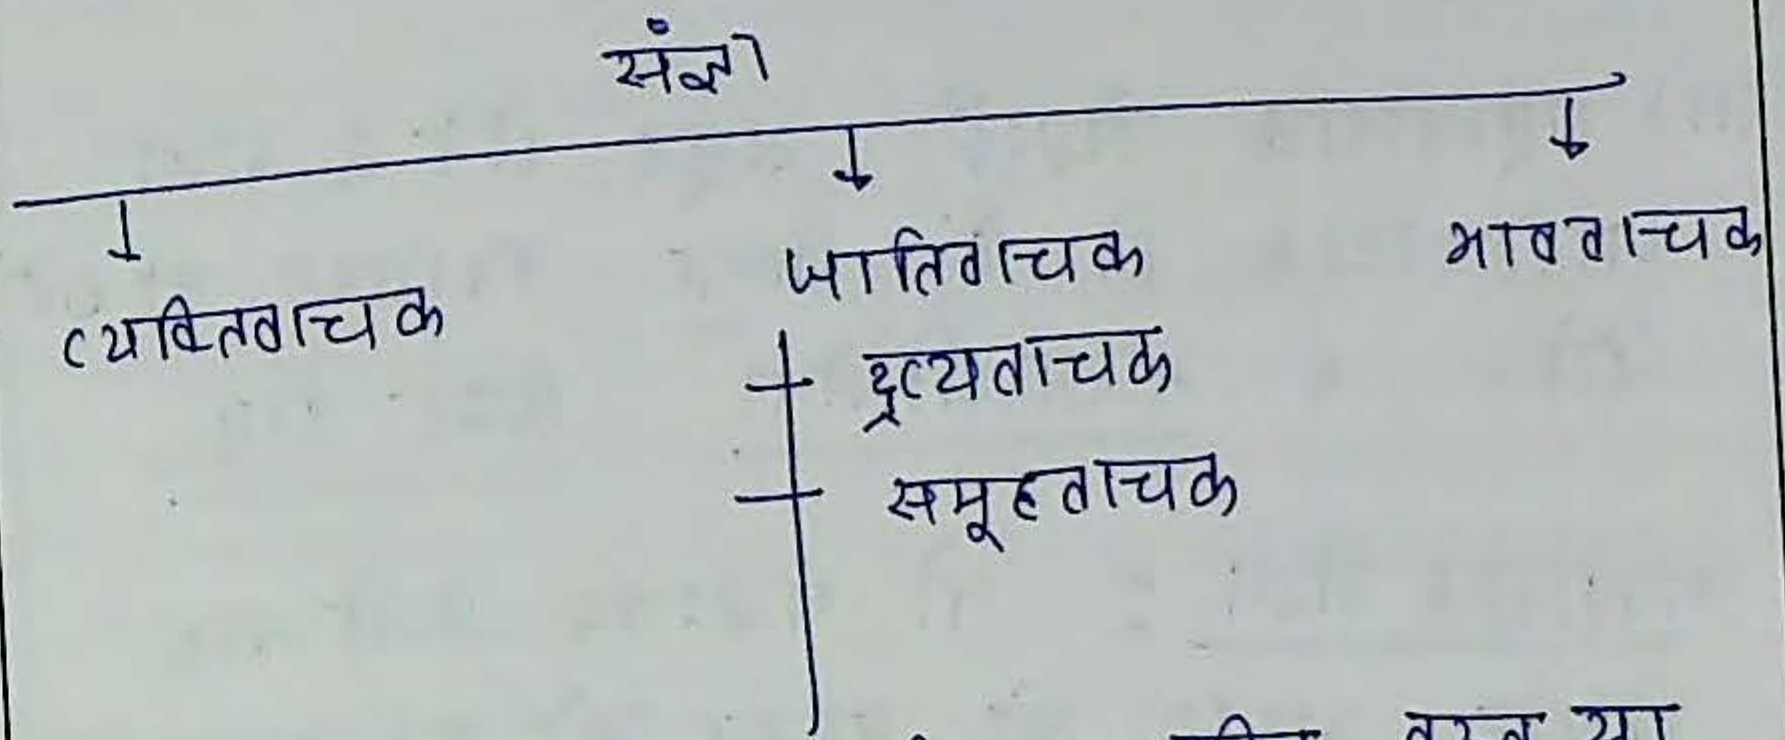 संज्ञा
व्यक्तिवाचक
जातिवाचक
भाववाचक
द्रव्यवाचक
समूहवाचक
या